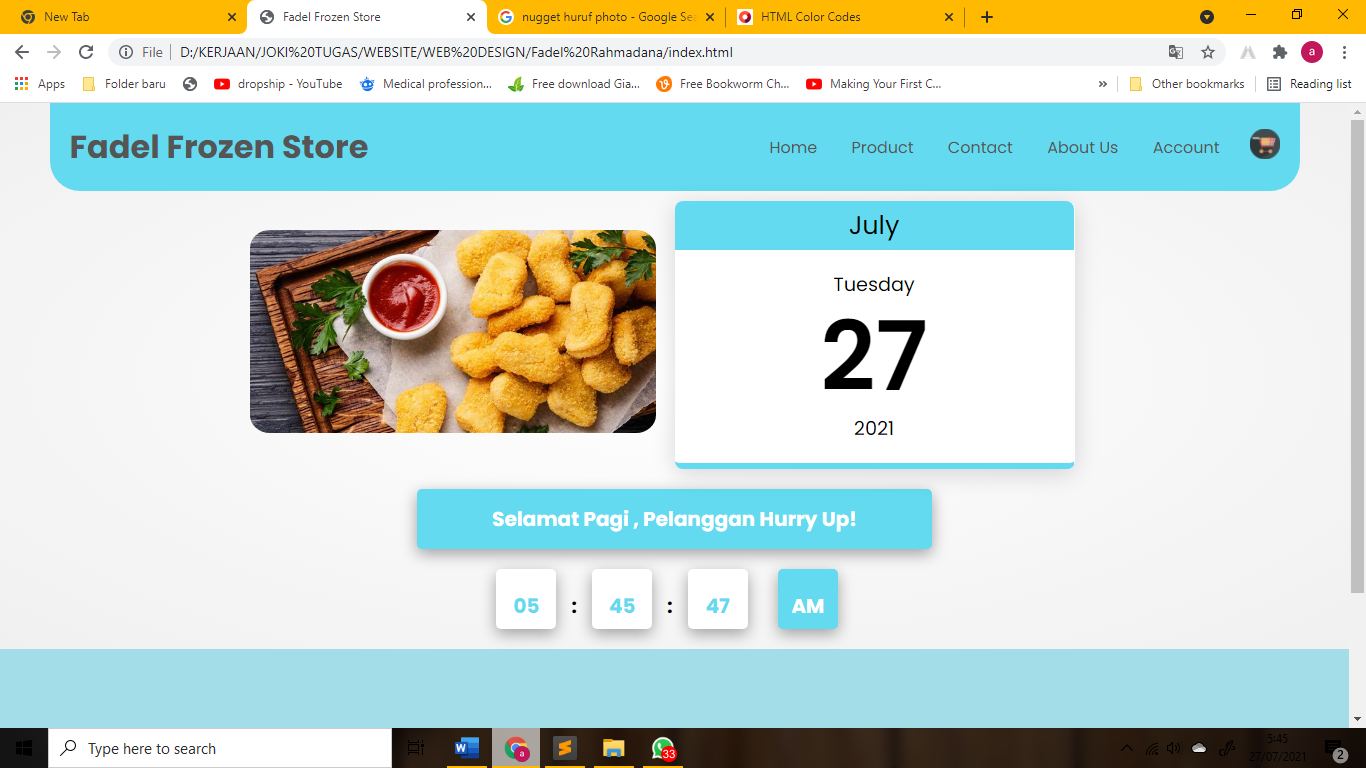 New Tab
Fadel Frozen Store
nugget huruf photo - Google Sea
HTML Color Codes
File
D:/KERJAAN/JOKI%20TUGAS/WEBSITE/WEB%20DESIGN/Fadel%20Rahmadana/index.html
a
Apps
Folder baru
dropship - YouTube
Medical profession...
Free download Gia...
Free Bookworm Ch...
Making Your First C...
»
Other bookmarks
Reading list
Fadel Frozen Store
Home Product Contact About Us Account
July
Tuesday
27
2021
Selamat Pagi , Pelanggan Hurry Up!
05 : 45 : 47 AM
Type here to search
a
33
5:45
27/07/2021
2